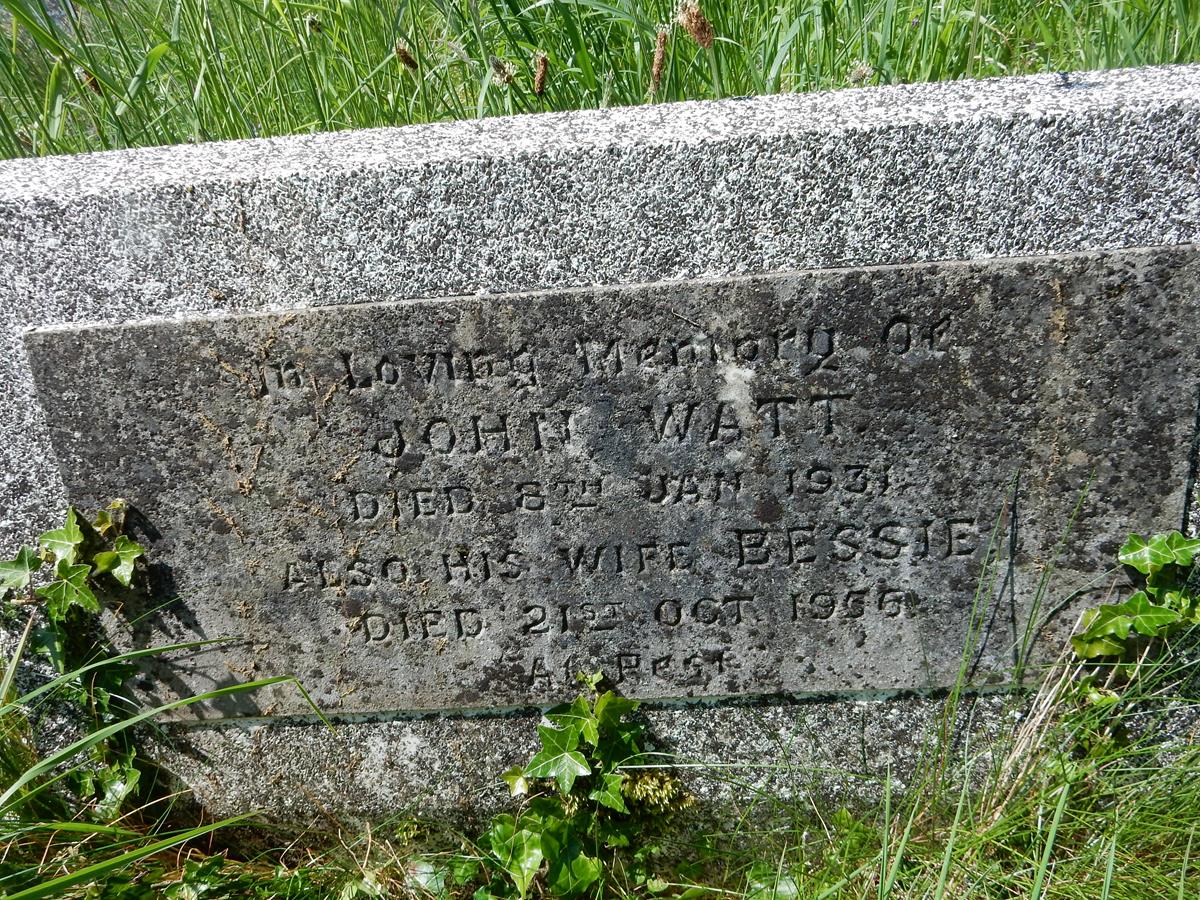 In Loving Memory Of
JOHN WATT
DIED 8TH JAN 1931
ALSO HIS WIFE BESSIE
DIED 21ST OCT. 1956
At Rest